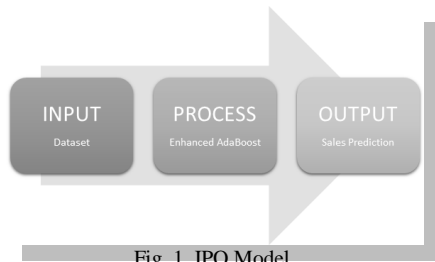 INPUT
Dataset
PROCESS
Enhanced AdaBoost
OUTPUT
Sales Prediction
Fig. 1. IPO Model